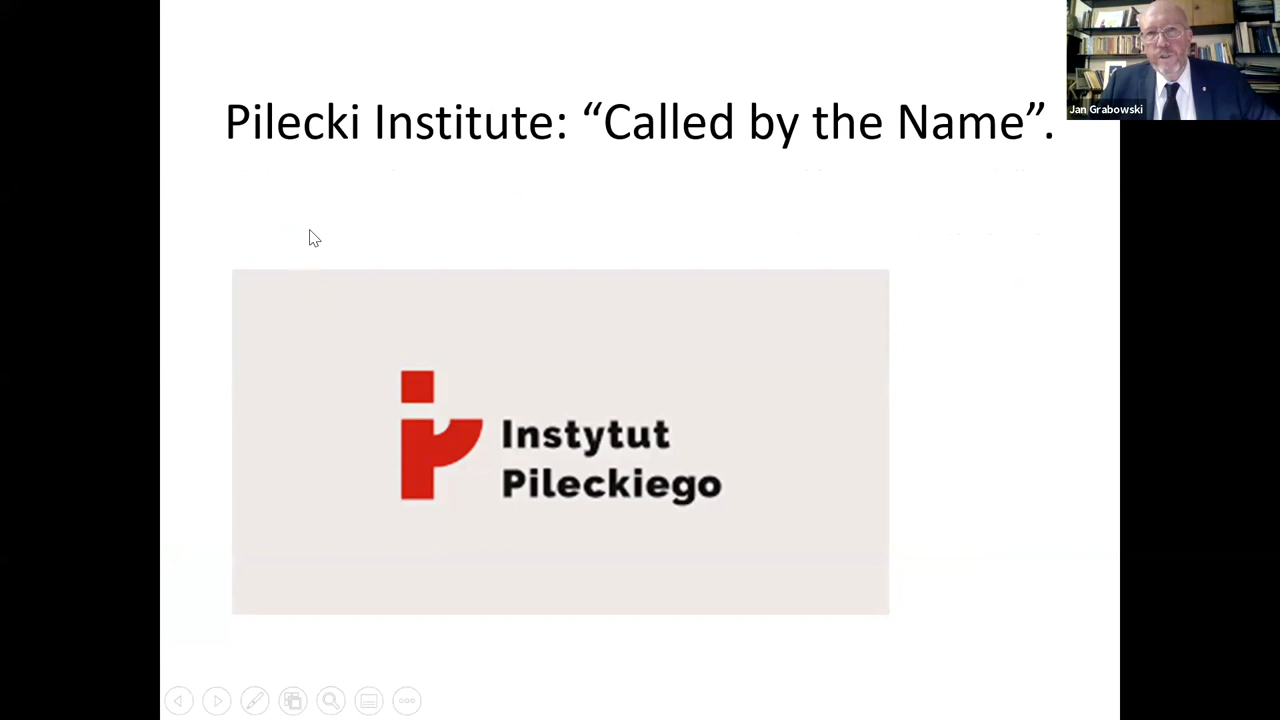 Pilecki Institute: “Called by the Name”.
Jan Grabowski
Instytut
Pileckiego